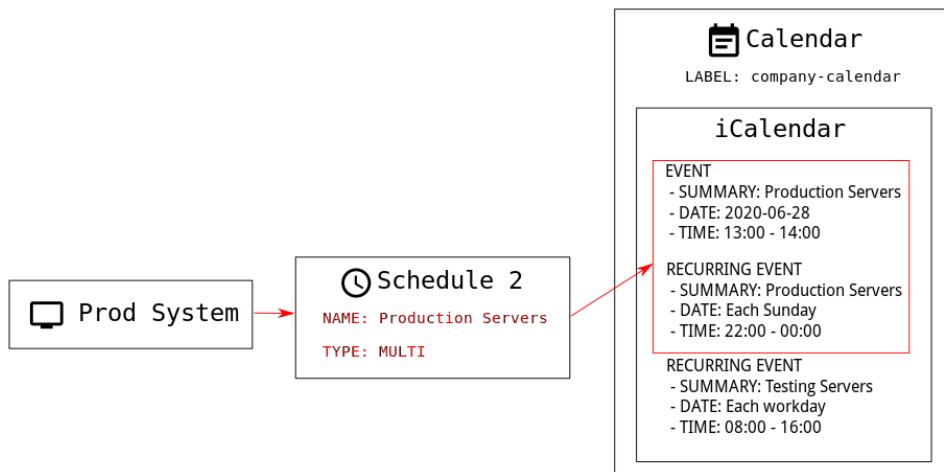 Prod System
Schedule 2
NAME: Production Servers
TYPE: MULTI
Calendar
LABEL: company-calendar
iCalendar
EVENT
- SUMMARY: Production Servers
- DATE: 2020-06-28
- TIME: 13:00 - 14:00
RECURRING EVENT
- SUMMARY: Production Servers
- DATE: Each Sunday
- TIME: 22:00 - 00:00
RECURRING EVENT
- SUMMARY: Testing Servers
- DATE: Each workday
- TIME: 08:00 - 16:00